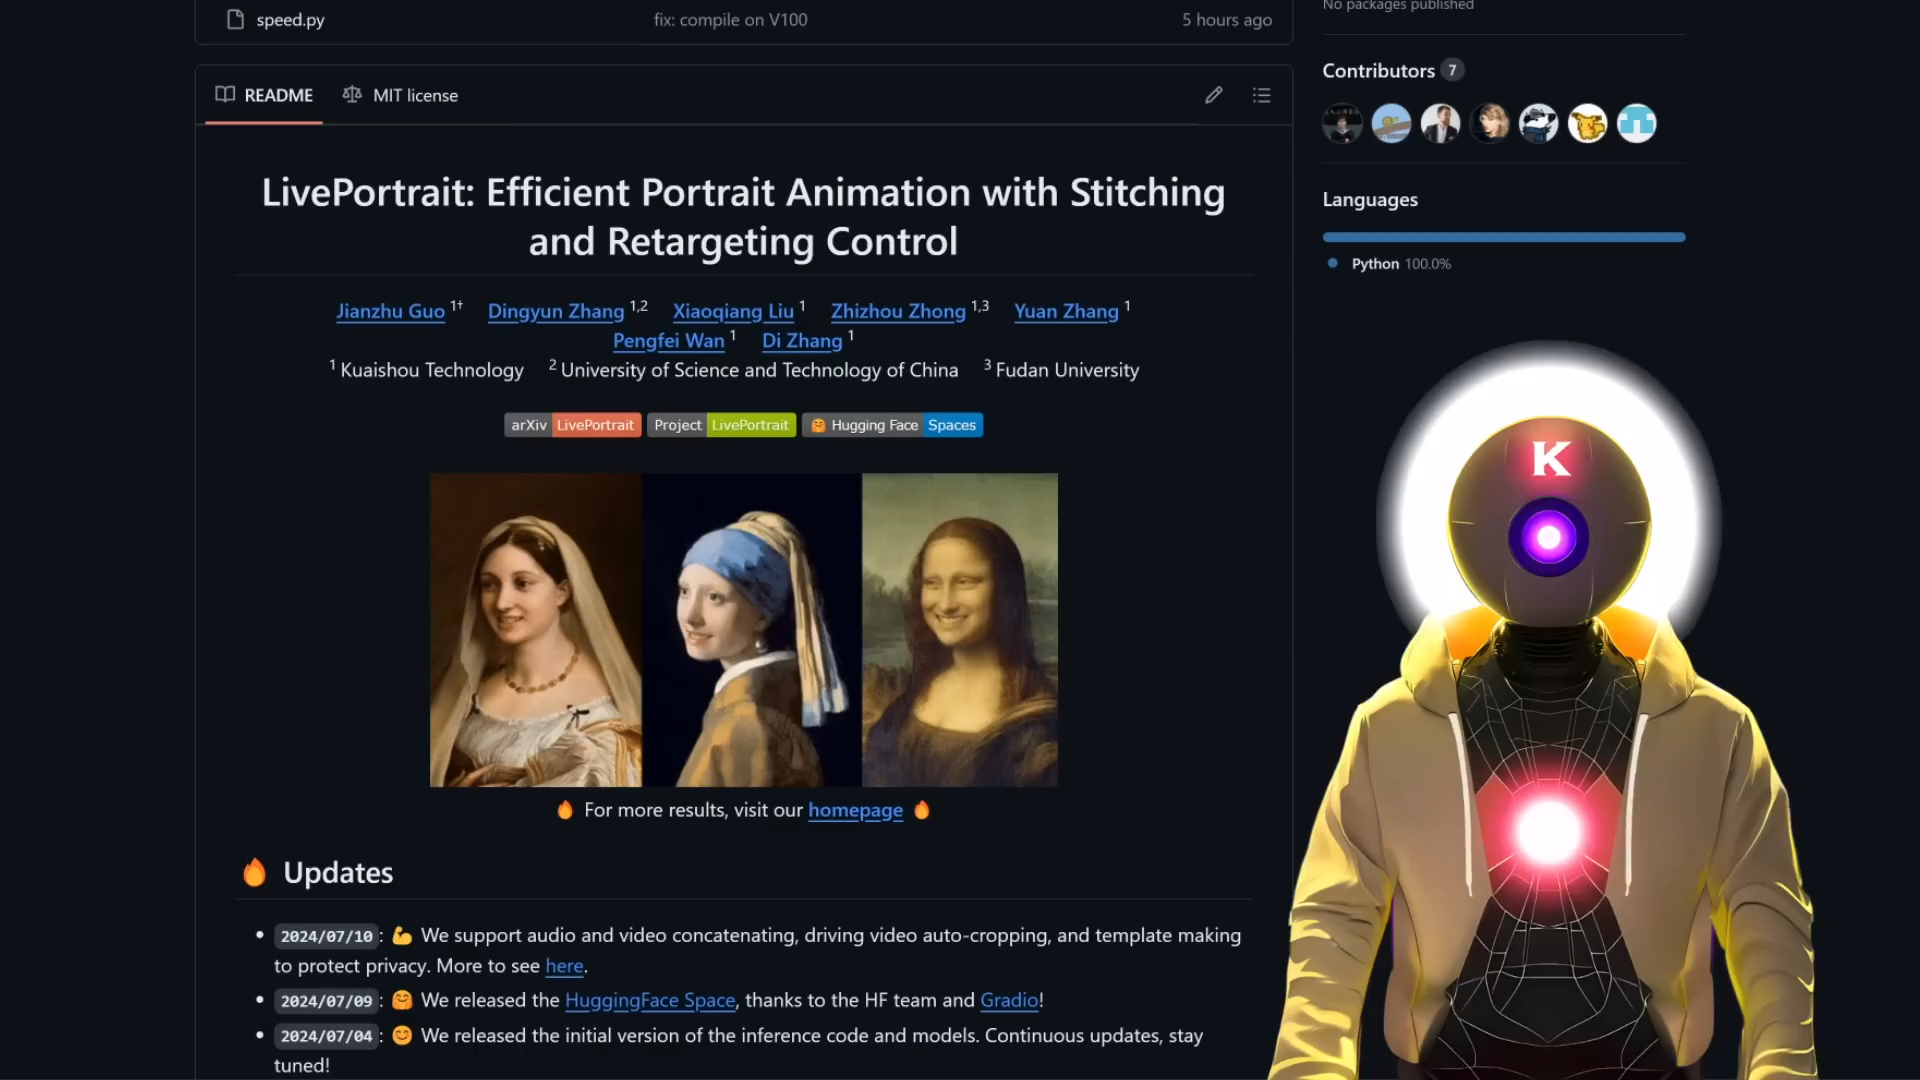 speed.py fix: compile on V100 5 hours ago
No packages published
README MIT license
Contributors 7
LivePortrait: Efficient Portrait Animation with Stitching
and Retargeting Control
Jianzhu Guo 1† Dingyun Zhang 1,2 Xiaoqiang Liu 1 Zhizhou Zhong 1,3 Yuan Zhang 1
Pengfei Wan 1 Di Zhang 1
1 Kuaishou Technology 2 University of Science and Technology of China 3 Fudan University
arXiv LivePortrait Project LivePortrait 🤗 Hugging Face Spaces
Languages
Python 100.0%
K
🔥 For more results, visit our homepage 🔥
🔥 Updates
• 2024/07/10: 💪 We support audio and video concatenating, driving video auto-cropping, and template making
to protect privacy. More to see here.
• 2024/07/09: 🤗 We released the HuggingFace Space, thanks to the HF team and Gradio!
• 2024/07/04: 😊 We released the initial version of the inference code and models. Continuous updates, stay
tuned!